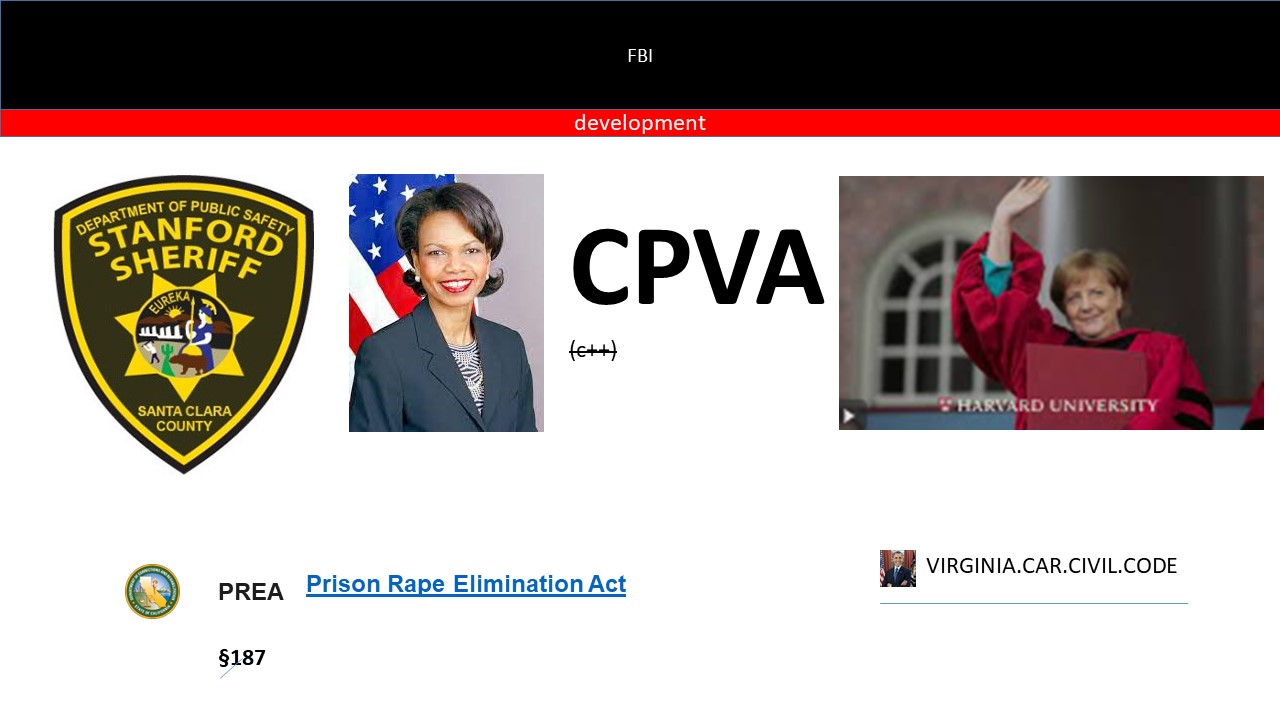 FBI
development
DEPARTMENT OF PUBLIC SAFETY
STANFORD
SHERIFF
EUREKA
SANTA CLARA
COUNTY
CPVA
(c++)
HARVARD UNIVERSITY
PREA
Prison Rape Elimination Act
VIRGINIA.CAR.CIVIL.CODE
§187